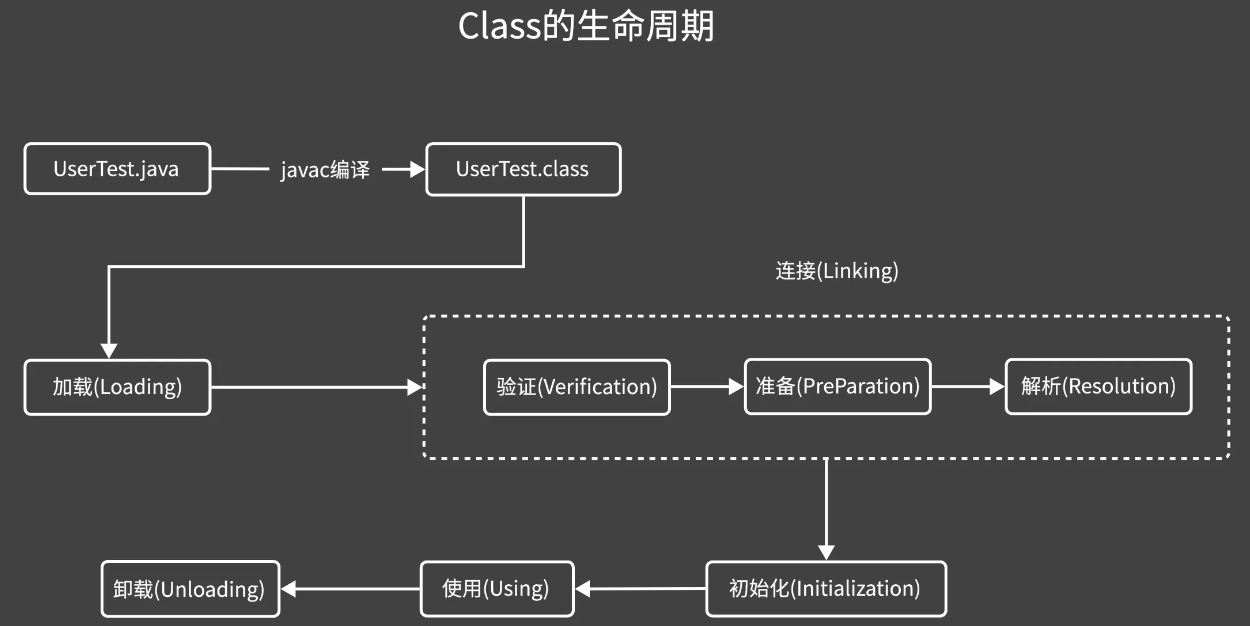 Class的生命周期
UserTest.java
javac编译
UserTest.class
连接(Linking)
加载(Loading)
验证(Verification)
准备(PreParation)
解析(Resolution)
卸载(Unloading)
使用(Using)
初始化(Initialization)